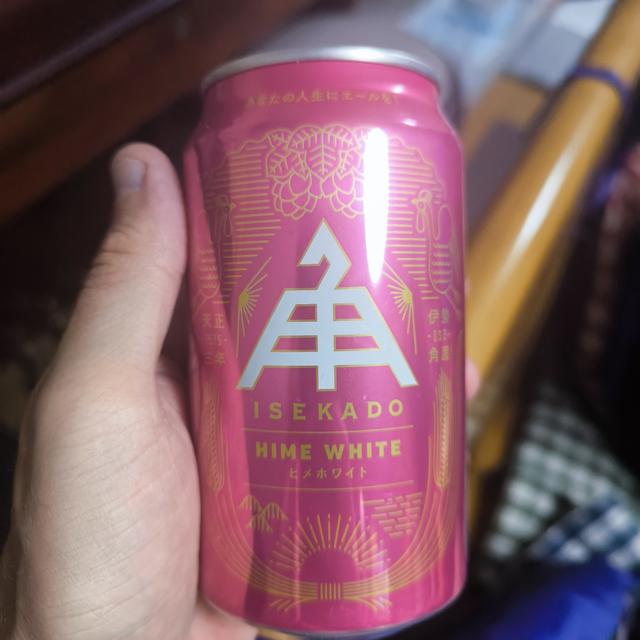 あなたの人生にエールを!
角
天正
三年
伊勢
角屋
ISEKADO
HIME WHITE
ヒメホワイト